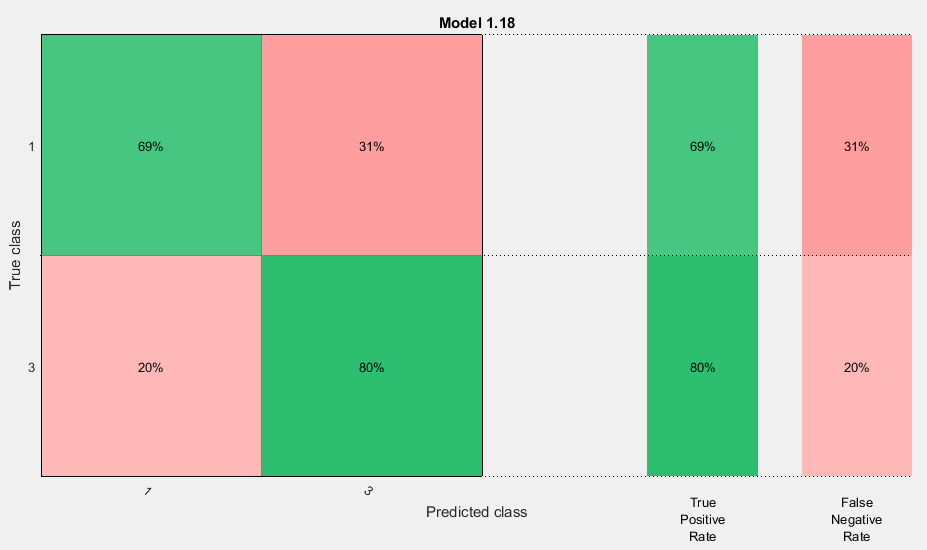 Model 1.18
True class
1
69%
31%
69%
31%
3
20%
80%
80%
20%
1
3
Predicted class
True
Positive
Rate
False
Negative
Rate